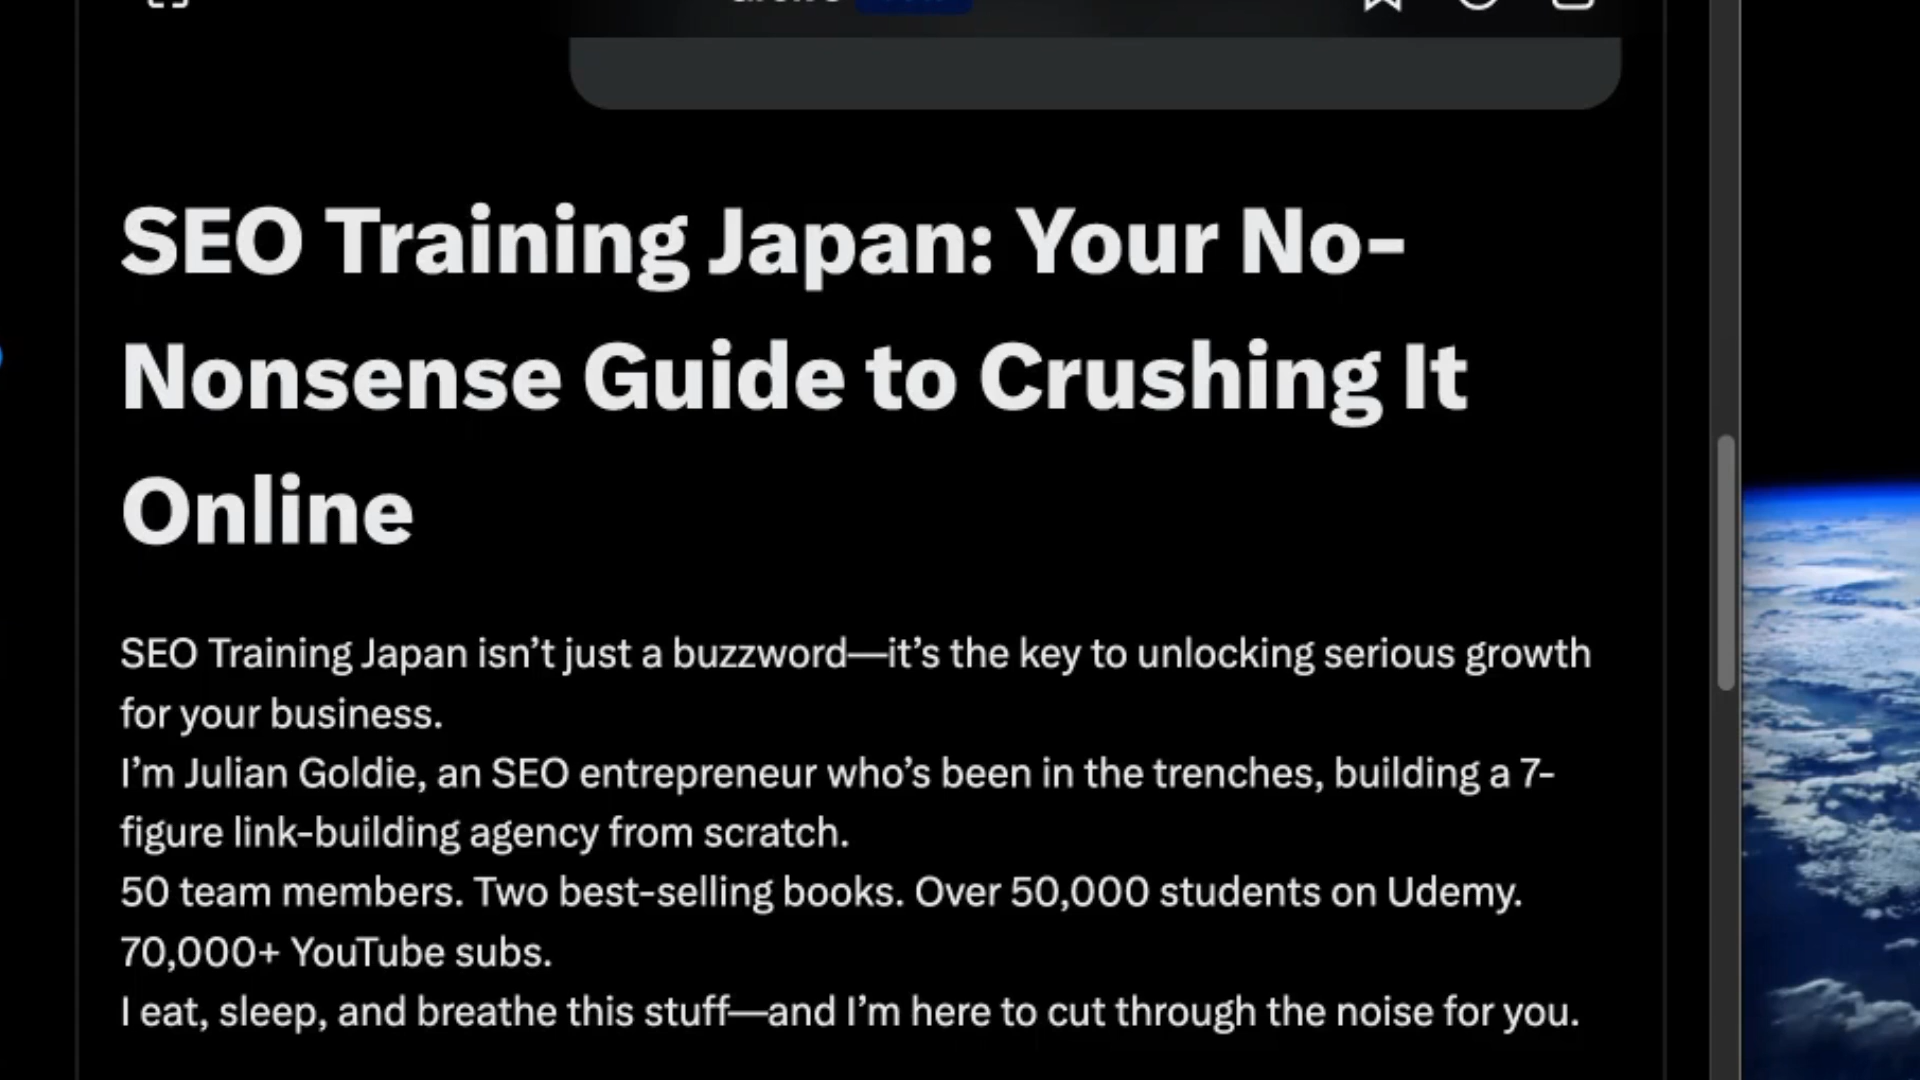 SEO Training Japan: Your No-
Nonsense Guide to Crushing It
Online
SEO Training Japan isn’t just a buzzword—it’s the key to unlocking serious growth
for your business.
I’m Julian Goldie, an SEO entrepreneur who’s been in the trenches, building a 7-
figure link-building agency from scratch.
50 team members. Two best-selling books. Over 50,000 students on Udemy.
70,000+ YouTube subs.
I eat, sleep, and breathe this stuff—and I’m here to cut through the noise for you.